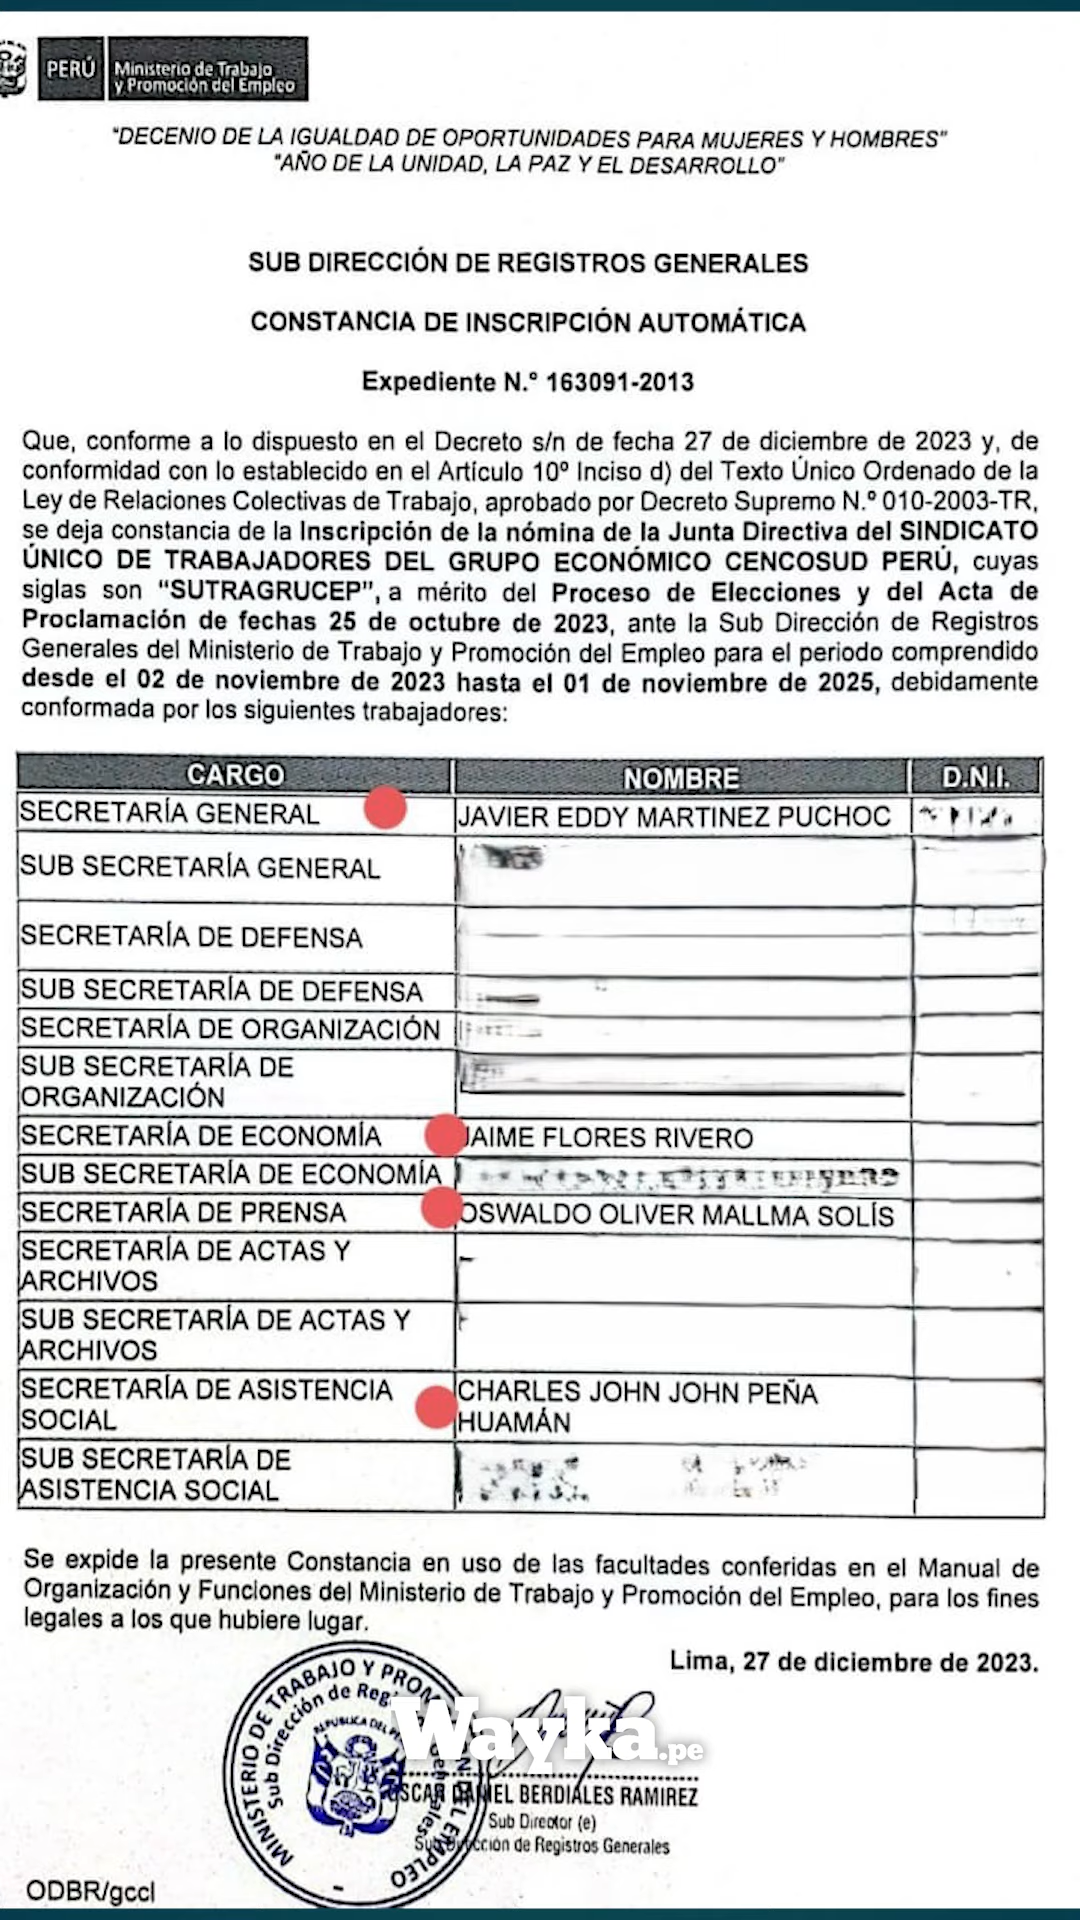 PERÚ
Ministerio de Trabajo
y Promoción del Empleo
"DECENIO DE LA IGUALDAD DE OPORTUNIDADES PARA MUJERES Y HOMBRES"
"AÑO DE LA UNIDAD, LA PAZ Y EL DESARROLLO"
SUB DIRECCIÓN DE REGISTROS GENERALES
CONSTANCIA DE INSCRIPCIÓN AUTOMÁTICA
Expediente N.° 163091-2013
Que, conforme a lo dispuesto en el Decreto s/n de fecha 27 de diciembre de 2023 y, de
conformidad con lo establecido en el Artículo 10º Inciso d) del Texto Único Ordenado de la
Ley de Relaciones Colectivas de Trabajo, aprobado por Decreto Supremo N.º 010-2003-TR,
se deja constancia de la Inscripción de la nómina de la Junta Directiva del SINDICATO
ÚNICO DE TRABAJADORES DEL GRUPO ECONÓMICO CENCOSUD PERÚ, cuyas
siglas son "SUTRAGRUCEP", a mérito del Proceso de Elecciones y del Acta de
Proclamación de fechas 25 de octubre de 2023, ante la Sub Dirección de Registros
Generales del Ministerio de Trabajo y Promoción del Empleo para el periodo comprendido
desde el 02 de noviembre de 2023 hasta el 01 de noviembre de 2025, debidamente
conformada por los siguientes trabajadores:
CARGO NOMBRE D.N.I.
SECRETARÍA GENERAL JAVIER EDDY MARTINEZ PUCHOC
SUB SECRETARÍA GENERAL
SECRETARÍA DE DEFENSA
SUB SECRETARÍA DE DEFENSA
SECRETARÍA DE ORGANIZACIÓN
SUB SECRETARÍA DE
ORGANIZACIÓN
SECRETARÍA DE ECONOMÍA JAIME FLORES RIVERO
SUB SECRETARÍA DE ECONOMÍA
SECRETARÍA DE PRENSA OSWALDO OLIVER MALLMA SOLÍS
SECRETARÍA DE ACTAS Y
ARCHIVOS
SUB SECRETARÍA DE ACTAS Y
ARCHIVOS
SECRETARÍA DE ASISTENCIA
SOCIAL
CHARLES JOHN JOHN PEÑA
HUAMÁN
SUB SECRETARÍA DE
ASISTENCIA SOCIAL
Se expide la presente Constancia en uso de las facultades conferidas en el Manual de
Organización y Funciones del Ministerio de Trabajo y Promoción del Empleo, para los fines
legales a los que hubiere lugar.
Lima, 27 de diciembre de 2023.
MINISTERIO DE TRABAJO Y PROMOCIÓN DEL EMPLEO
Sub Dirección de Registros Generales
REPUBLICA DEL
Wayka.pe
OSCAR DANIEL BERDIALES RAMIREZ
Sub Director (e)
Sub Dirección de Registros Generales
ODBR/gccl